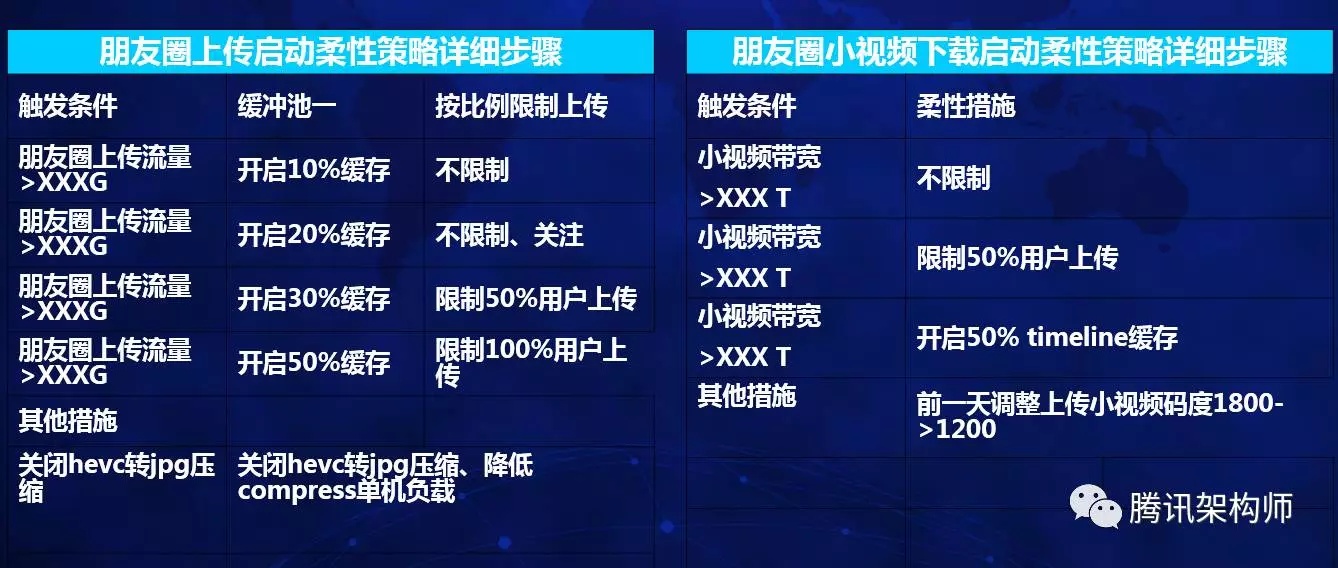 朋友圈上传启动柔性策略详细步骤
触发条件
缓冲池一
按比例限制上传
朋友圈上传流量
>XXXG
开启10%缓存
不限制
朋友圈上传流量
>XXXG
开启20%缓存
不限制、关注
朋友圈上传流量
>XXXG
开启30%缓存
限制50%用户上传
朋友圈上传流量
>XXXG
开启50%缓存
限制100%用户上
传
其他措施
关闭hevc转jpg压
缩
关闭hevc转jpg压缩、降低
compress单机负载
朋友圈小视频下载启动柔性策略详细步骤
触发条件
柔性措施
小视频带宽
>XXX T
不限制
小视频带宽
>XXX T
限制50%用户上传
小视频带宽
>XXX T
开启50% timeline缓存
其他措施
前一天调整上传小视频码度1800-
>1200
腾讯架构师